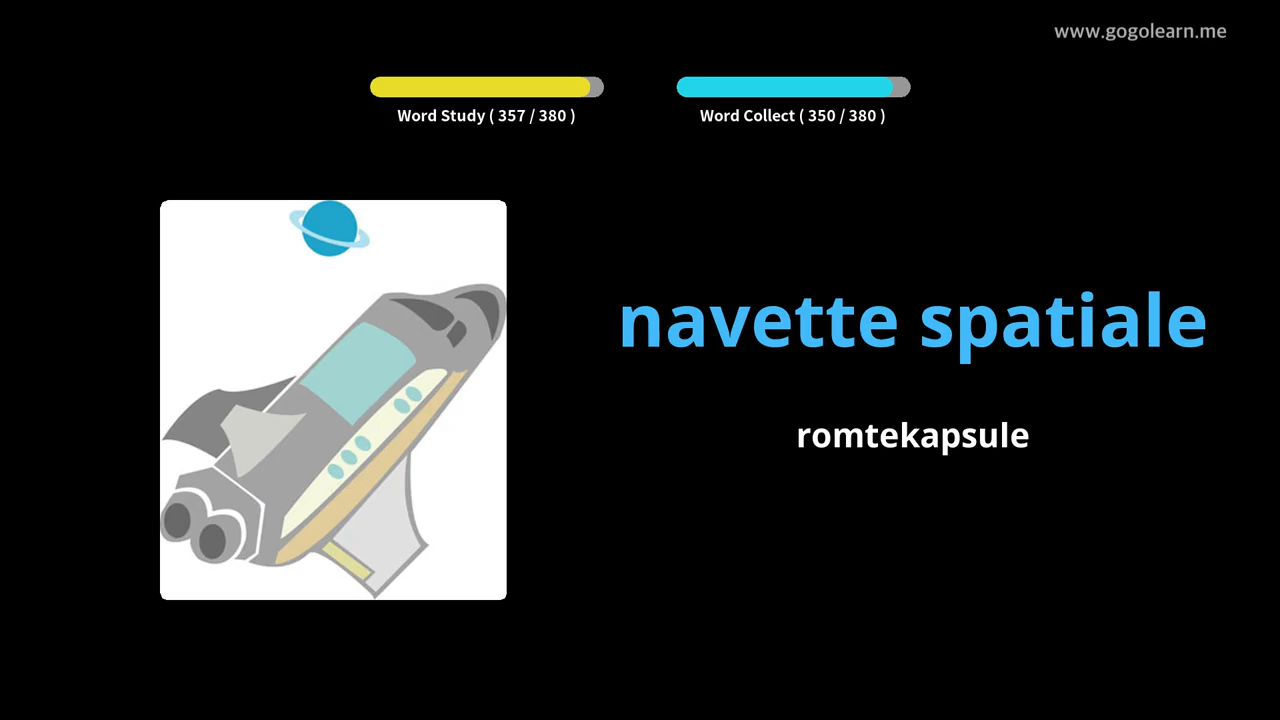 www.gogolearn.me
Word Study ( 357 / 380 )
Word Collect ( 350 / 380 )
navette spatiale
romtekapsule